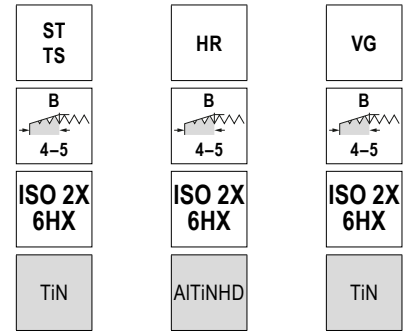 ST
TS
HR
VG
B
4–5
B
4–5
B
4–5
ISO 2X
6HX
ISO 2X
6HX
ISO 2X
6HX
TiN
AlTiNHD
TiN